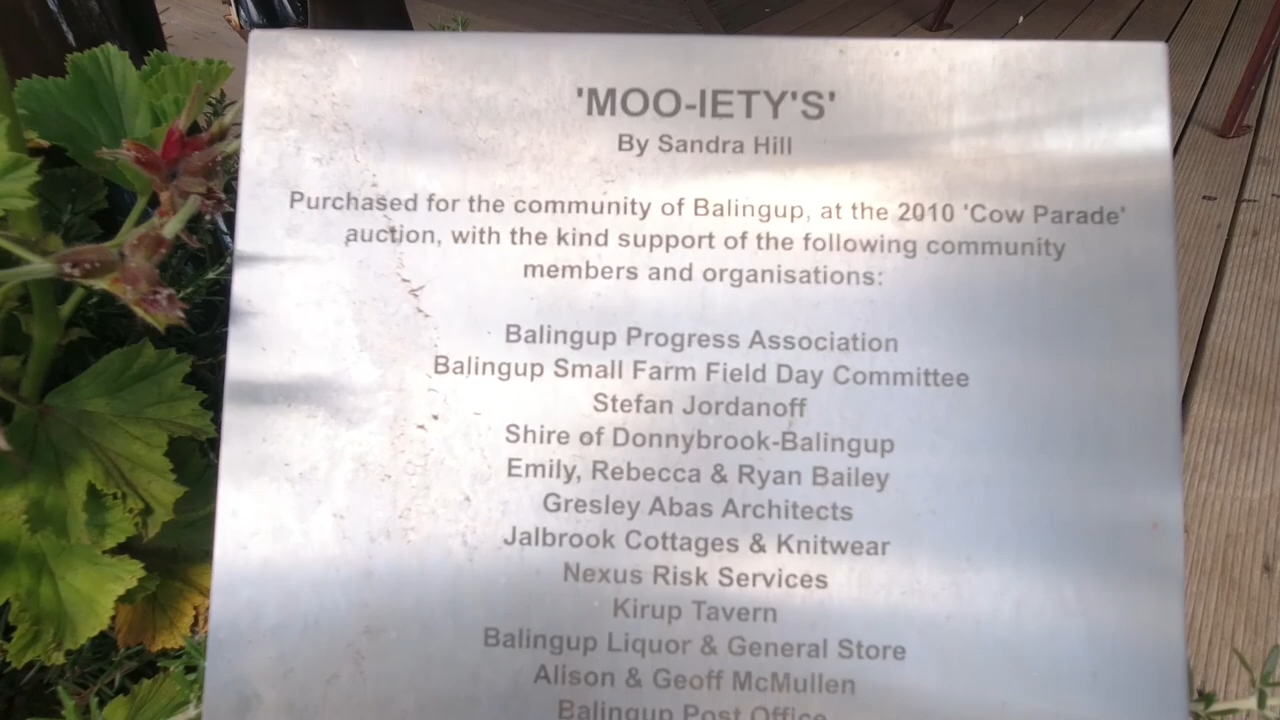 'MOO-IETY'S'
By Sandra Hill
Purchased for the community of Balingup, at the 2010 'Cow Parade'
auction, with the kind support of the following community
members and organisations:
Balingup Progress Association
Balingup Small Farm Field Day Committee
Stefan Jordanoff
Shire of Donnybrook-Balingup
Emily, Rebecca & Ryan Bailey
Gresley Abas Architects
Jalbrook Cottages & Knitwear
Nexus Risk Services
Kirup Tavern
Balingup Liquor & General Store
Alison & Geoff McMullen
Balingup Post Office